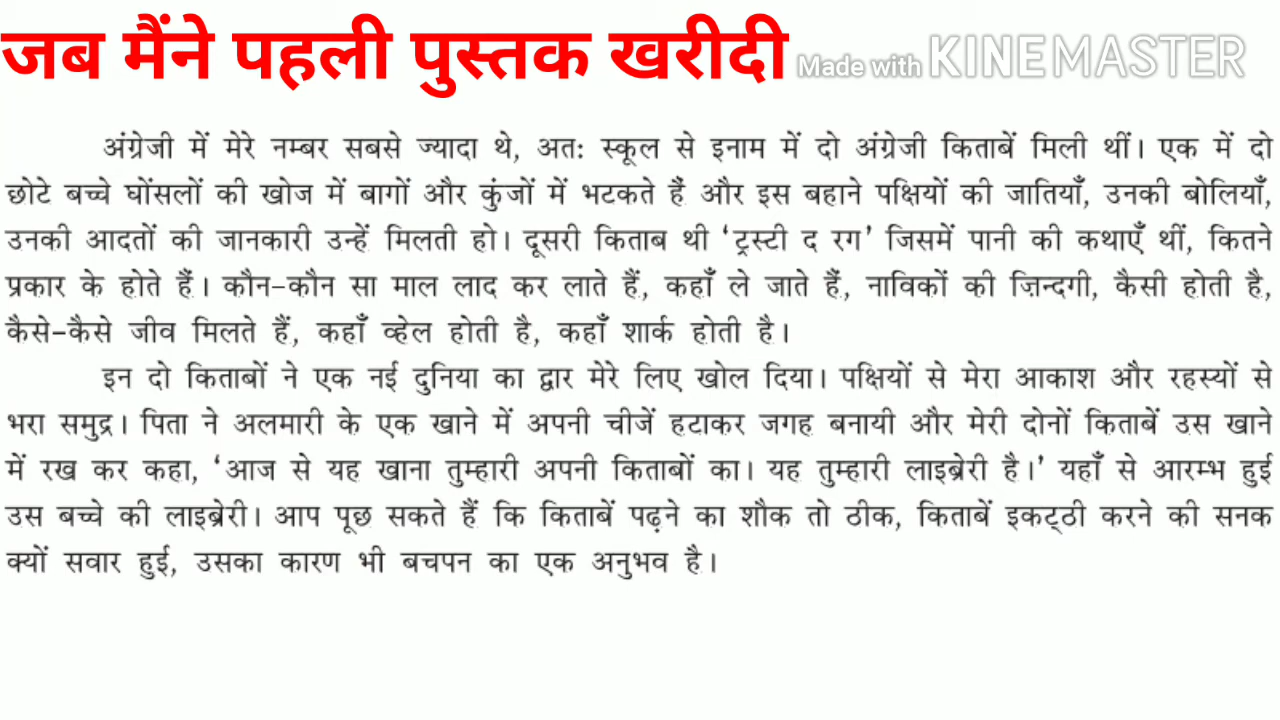 जब मैंने पहली पुस्तक खरीदी
Made with KINEMASTER
अंग्रेजी में मेरे नम्बर सबसे ज्यादा थे, अतः स्कूल से इनाम में दो अंग्रेजी किताबें मिली थीं। एक में दो
छोटे बच्चे घोंसलों की खोज में बागों और कुंजों में भटकते हैं और इस बहाने पक्षियों की जातियाँ, उनकी बोलियाँ,
उनकी आदतों की जानकारी उन्हें मिलती हो। दूसरी किताब थी ‘ट्रस्टी द रग’ जिसमें पानी की कथाएँ थीं, कितने
प्रकार के होते हैं। कौन-कौन सा माल लाद कर लाते हैं, कहाँ ले जाते हैं, नाविकों की ज़िन्दगी, कैसी होती है,
कैसे-कैसे जीव मिलते हैं, कहाँ व्हेल होती है, कहाँ शार्क होती है।
इन दो किताबों ने एक नई दुनिया का द्वार मेरे लिए खोल दिया। पक्षियों से मेरा आकाश और रहस्यों से
भरा समुद्र। पिता ने अलमारी के एक खाने में अपनी चीजें हटाकर जगह बनायी और मेरी दोनों किताबें उस खाने
में रख कर कहा, ‘आज से यह खाना तुम्हारी अपनी किताबों का। यह तुम्हारी लाइब्रेरी है।’ यहाँ से आरम्भ हुई
उस बच्चे की लाइब्रेरी। आप पूछ सकते हैं कि किताबें पढ़ने का शौक तो ठीक, किताबें इकट्ठी करने की सनक
क्यों सवार हुई, उसका कारण भी बचपन का एक अनुभव है।